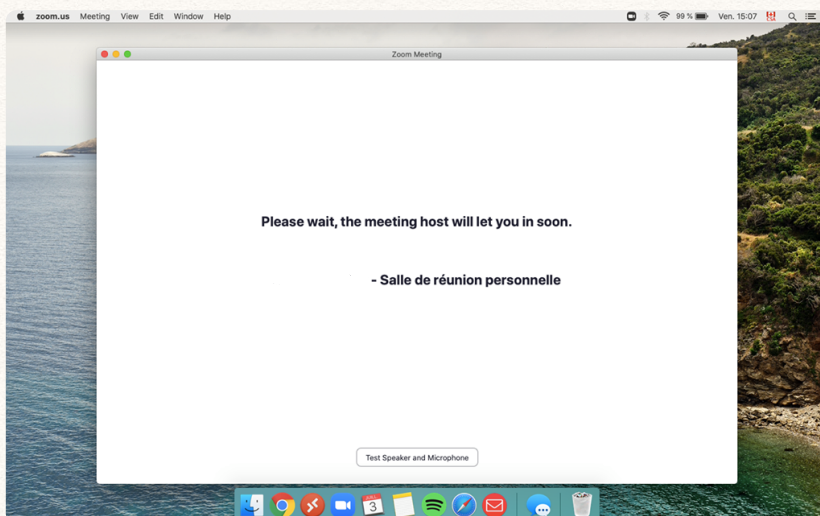 zoom.us Meeting View Edit Window Help 99 % Ven. 15:07
Zoom Meeting
Please wait, the meeting host will let you in soon.
- Salle de réunion personnelle
Test Speaker and Microphone
3